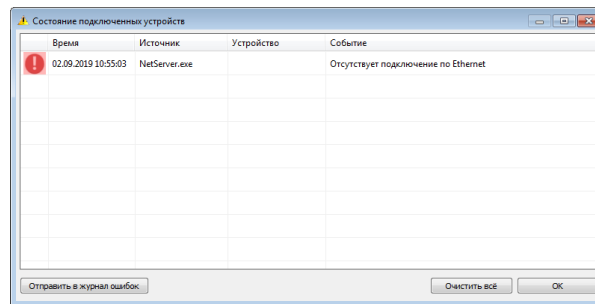 Состояние подключенных устройств
Время Источник Устройство Событие
02.09.2019 10:55:03 NetServer.exe Отсутствует подключение по Ethernet
Отправить в журнал ошибок Очистить всё ОК